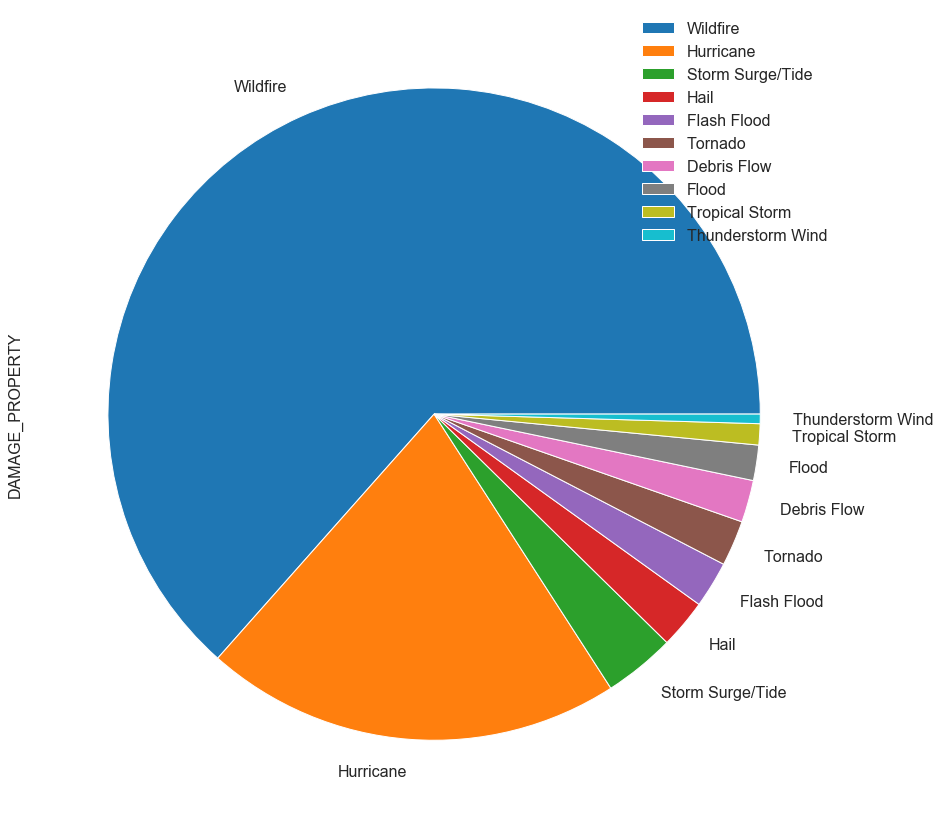 Wildfire
Hurricane
Storm Surge/Tide
Hail
Flash Flood
Tornado
Debris Flow
Flood
Tropical Storm
Thunderstorm Wind
Wildfire
DAMAGE_PROPERTY
Thunderstorm Wind
Tropical Storm
Flood
Debris Flow
Tornado
Flash Flood
Hail
Storm Surge/Tide
Hurricane